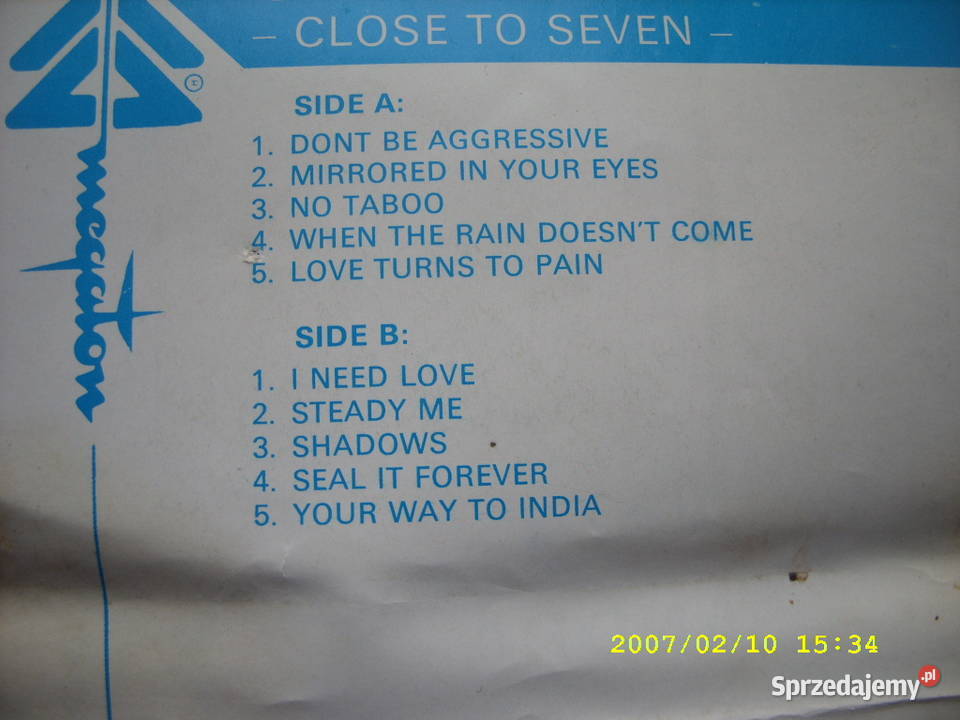 – CLOSE TO SEVEN –
SIDE A:
1. DONT BE AGGRESSIVE
2. MIRRORED IN YOUR EYES
3. NO TABOO
4. WHEN THE RAIN DOESN'T COME
5. LOVE TURNS TO PAIN
SIDE B:
1. I NEED LOVE
2. STEADY ME
3. SHADOWS
4. SEAL IT FOREVER
5. YOUR WAY TO INDIA
megaton
2007/02/10 15:34
Sprzedajemy.pl